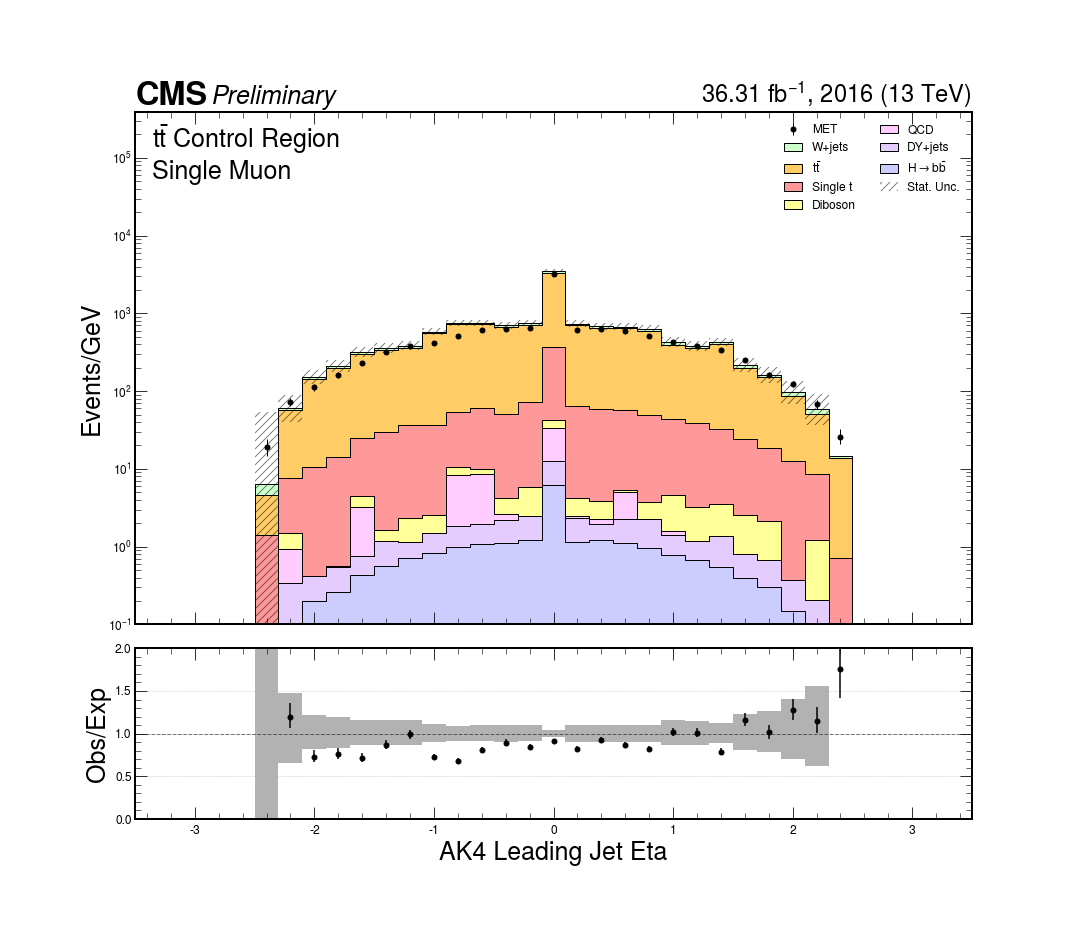 CMS Preliminary
36.31 fb⁻¹, 2016 (13 TeV)
tt̄ Control Region
Single Muon
MET
W+jets
tt̄
Single t
Diboson
QCD
DY+jets
H→bb̄
Stat. Unc.
Events/GeV
10⁵
10⁴
10³
10²
10¹
10⁰
10⁻¹
Obs/Exp
2.0
1.5
1.0
0.5
0.0
-3 -2 -1 0 1 2 3
AK4 Leading Jet Eta